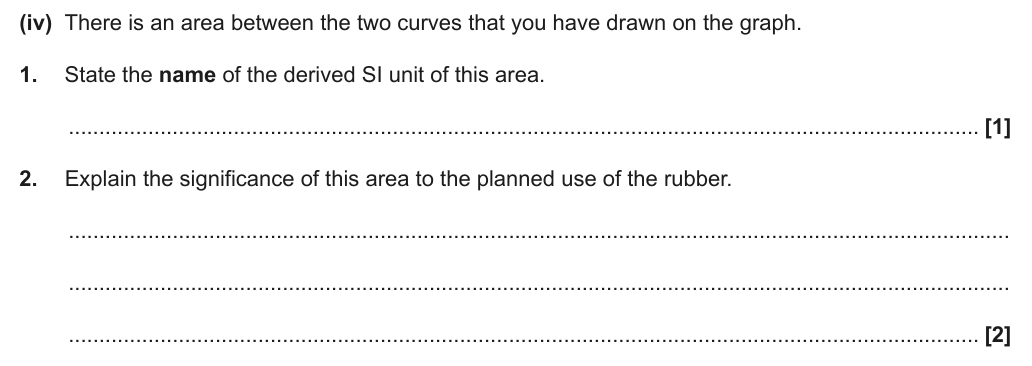 (iv) There is an area between the two curves that you have drawn on the graph.
1. State the name of the derived SI unit of this area.
.......................................................................................................................................................... [1]
2. Explain the significance of this area to the planned use of the rubber.
...............................................................................................................................................................
...............................................................................................................................................................
.......................................................................................................................................................... [2]